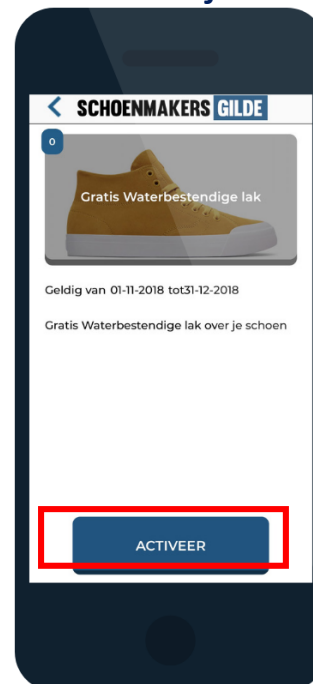 SCHOENMAKERS GILDE
0
Gratis Waterbestendige lak
Geldig van 01-11-2018 tot31-12-2018
Gratis Waterbestendige lak over je schoen
ACTIVEER